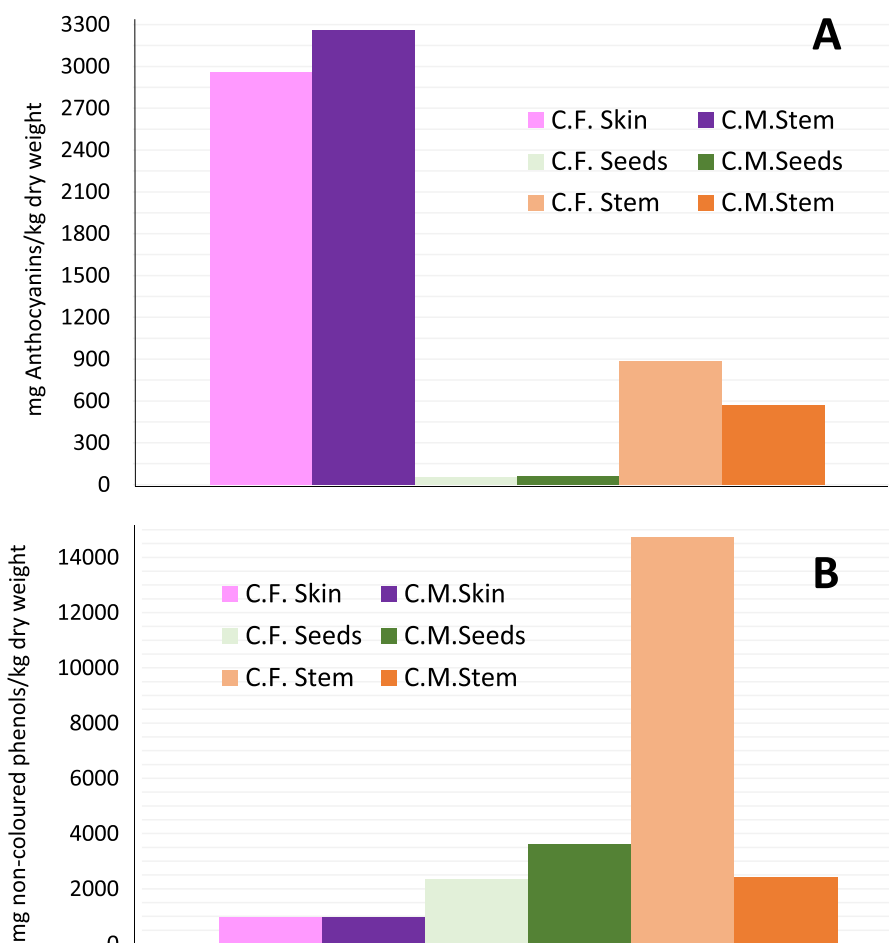 A
3300
3000
2700
2400
2100
1800
1500
1200
900
600
300
0
mg Anthocyanins/kg dry weight
C.F. Skin C.M.Stem
C.F. Seeds C.M.Seeds
C.F. Stem C.M.Stem
B
14000
12000
10000
8000
6000
4000
2000
0
mg non-coloured phenols/kg dry weight
C.F. Skin C.M.Skin
C.F. Seeds C.M.Seeds
C.F. Stem C.M.Stem